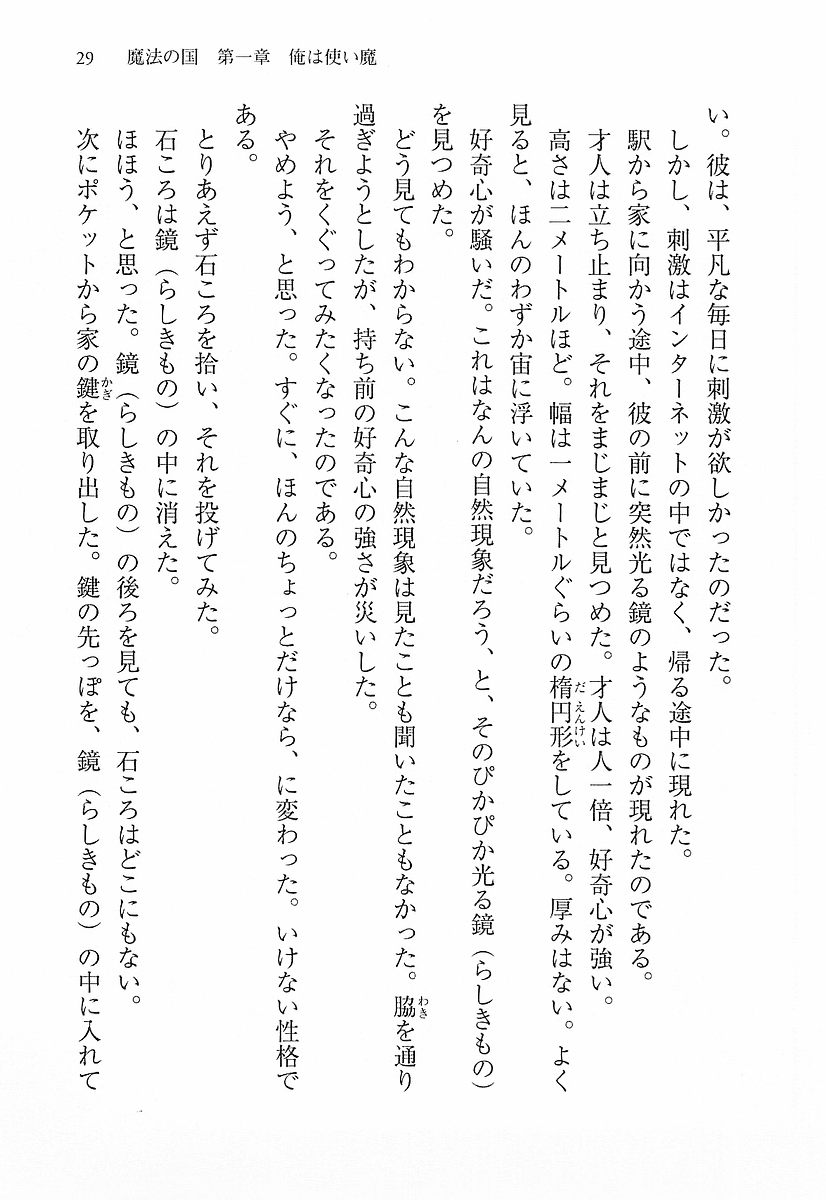 29　魔法の国　第一章　俺は使い魔
い。彼は、平凡な毎日に刺激が欲しかったのだった。
しかし、刺激はインターネットの中ではなく、帰る途中に現れた。
駅から家に向かう途中、彼の前に突然光る鏡のようなものが現れたのである。
才人は立ち止まり、それをまじまじと見つめた。才人は人一倍、好奇心が強い。
高さは二メートルほど。幅は一メートルぐらいの楕円形をしている。厚みはない。よく
見ると、ほんのわずか宙に浮いていた。
好奇心が騒いだ。これはなんの自然現象だろう、と、そのぴかぴか光る鏡（らしきもの）
を見つめた。
どう見てもわからない。こんな自然現象は見たことも聞いたこともなかった。脇を通り
過ぎようとしたが、持ち前の好奇心の強さが災いした。
それをくぐってみたくなったのである。
やめよう、と思った。すぐに、ほんのちょっとだけなら、に変わった。いけない性格で
ある。
とりあえず石ころを拾い、それを投げてみた。
石ころは鏡（らしきもの）の中に消えた。
ほほう、と思った。鏡（らしきもの）の後ろを見ても、石ころはどこにもない。
次にポケットから家の鍵を取り出した。鍵の先っぽを、鏡（らしきもの）の中に入れて